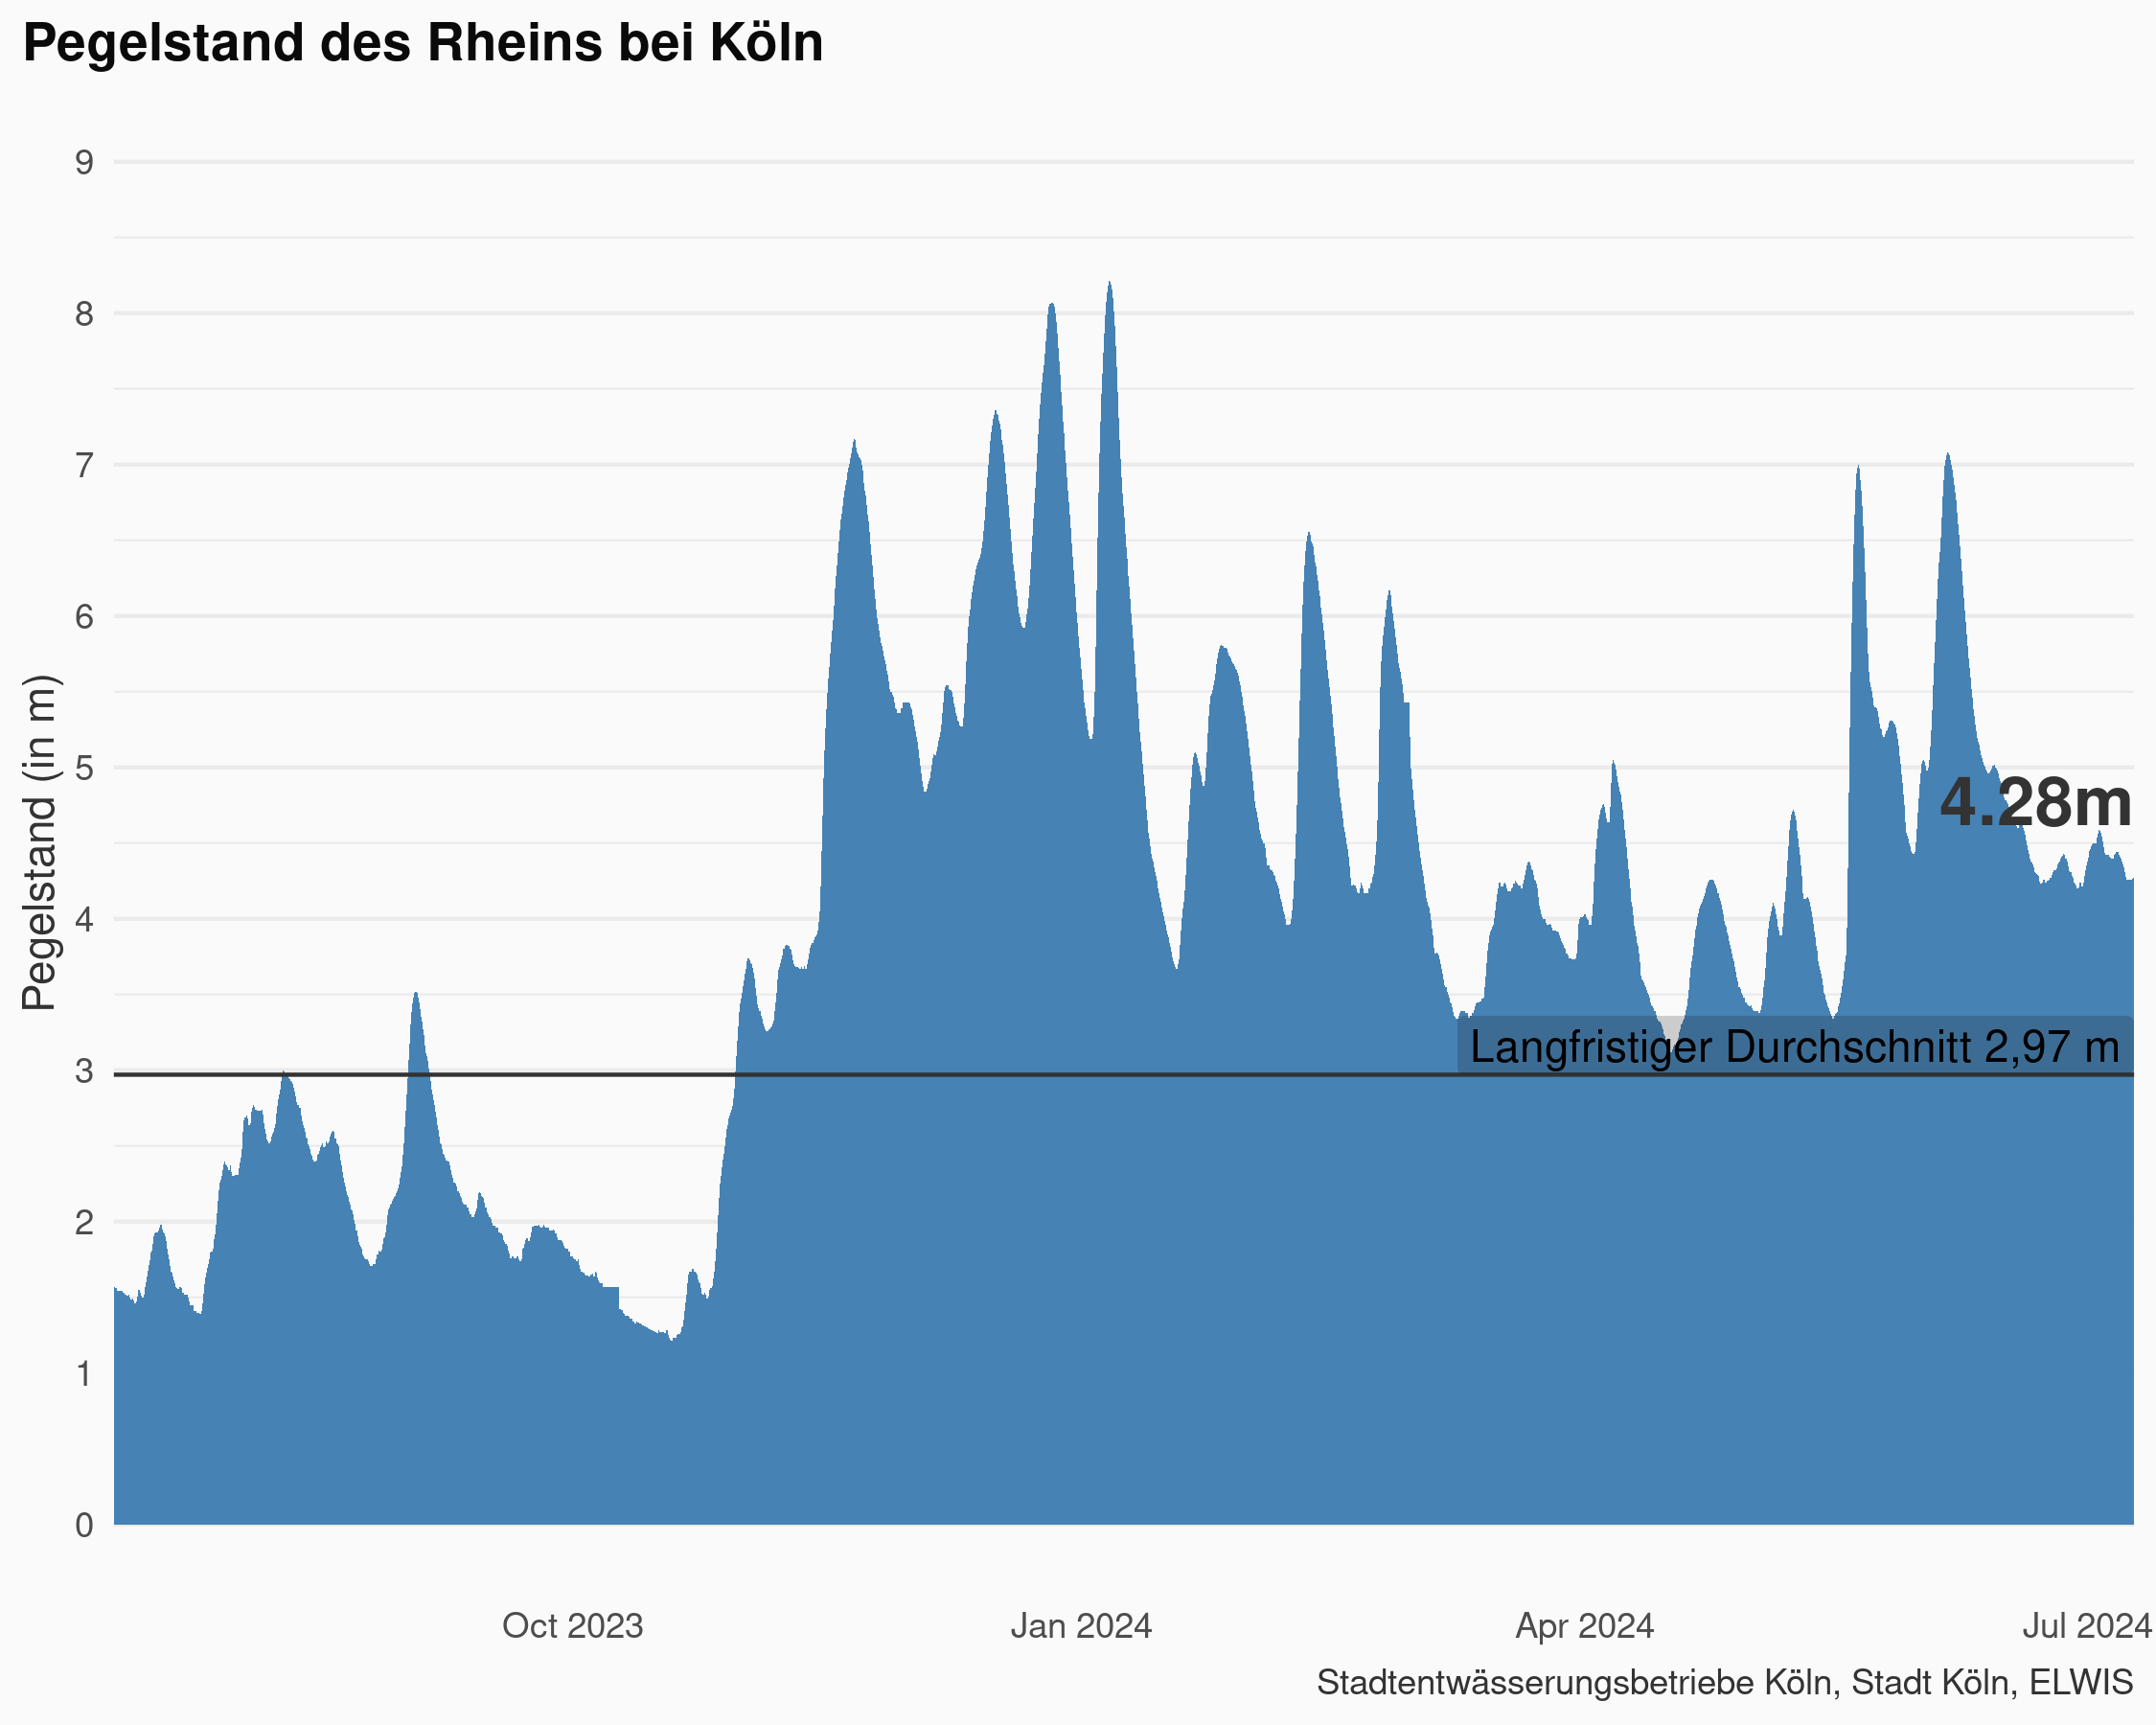 Pegelstand des Rheins bei Köln
Pegelstand (in m)
9
8
7
6
5
4
3
2
1
0
4.28m
Langfristiger Durchschnitt 2,97 m
Oct 2023
Jan 2024
Apr 2024
Jul 2024
Stadtentwässerungsbetriebe Köln, Stadt Köln, ELWIS